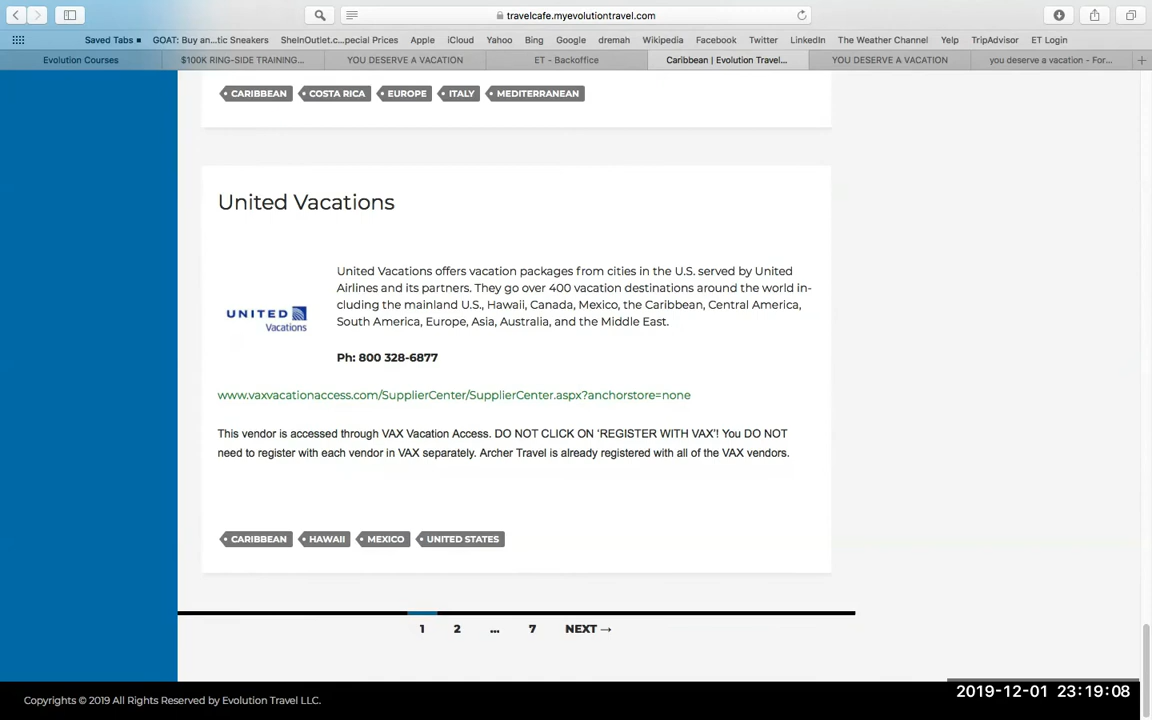 travelcafe.myevolutiontravel.com
Saved Tabs GOAT: Buy an...tic Sneakers SheInOutlet.c...pecial Prices Apple iCloud Yahoo Bing Google dremah Wikipedia Facebook Twitter LinkedIn The Weather Channel Yelp TripAdvisor ET Login
Evolution Courses $100K RING-SIDE TRAINING... YOU DESERVE A VACATION ET - Backoffice Caribbean | Evolution Travel... YOU DESERVE A VACATION you deserve a vacation - For...
CARIBBEAN COSTA RICA EUROPE ITALY MEDITERRANEAN
United Vacations
United Vacations offers vacation packages from cities in the U.S. served by United
Airlines and its partners. They go over 400 vacation destinations around the world in-
cluding the mainland U.S., Hawaii, Canada, Mexico, the Caribbean, Central America,
South America, Europe, Asia, Australia, and the Middle East.
UNITED
Vacations
Ph: 800 328-6877
www.vaxvacationaccess.com/SupplierCenter/SupplierCenter.aspx?anchorstore=none
This vendor is accessed through VAX Vacation Access. DO NOT CLICK ON ‘REGISTER WITH VAX’! You DO NOT
need to register with each vendor in VAX separately. Archer Travel is already registered with all of the VAX vendors.
CARIBBEAN HAWAII MEXICO UNITED STATES
1 2 ... 7 NEXT →
Copyrights © 2019 All Rights Reserved by Evolution Travel LLC.
2019-12-01 23:19:08